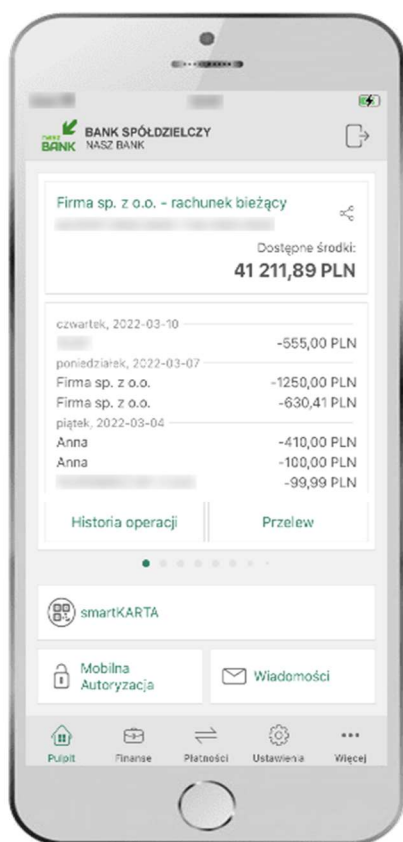 nasz
BANK
BANK SPÓŁDZIELCZY
NASZ BANK
Firma sp. z o.o. - rachunek bieżący
Dostępne środki:
41 211,89 PLN
czwartek, 2022-03-10
-555,00 PLN
poniedziałek, 2022-03-07
Firma sp. z o.o. -1250,00 PLN
Firma sp. z o.o. -630,41 PLN
piątek, 2022-03-04
Anna -410,00 PLN
Anna -100,00 PLN
-99,99 PLN
Historia operacji Przelew
smartKARTA
Mobilna
Autoryzacja
Wiadomości
Pulpit Finanse Płatności Ustawienia Więcej